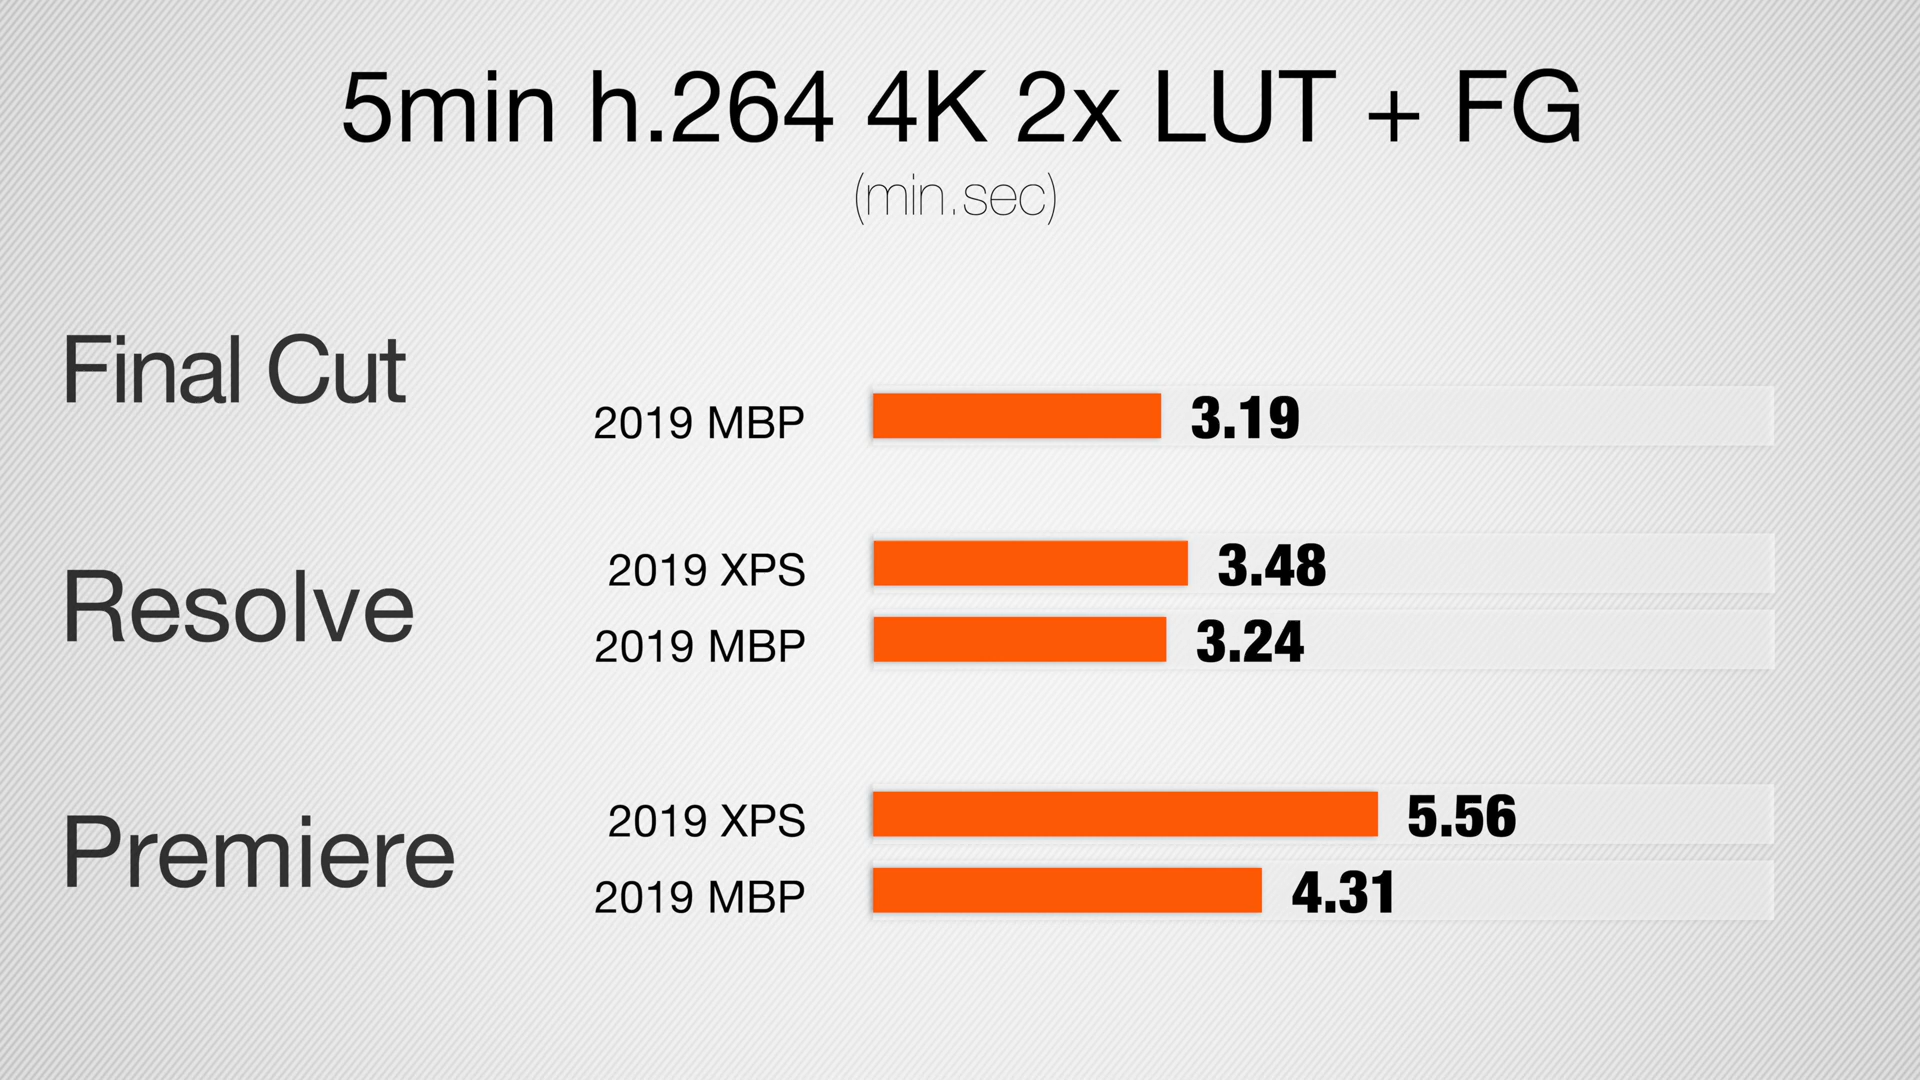 5min h.264 4K 2x LUT + FG
(min.sec)
Final Cut
2019 MBP 3.19
Resolve
2019 XPS 3.48
2019 MBP 3.24
Premiere
2019 XPS 5.56
2019 MBP 4.31